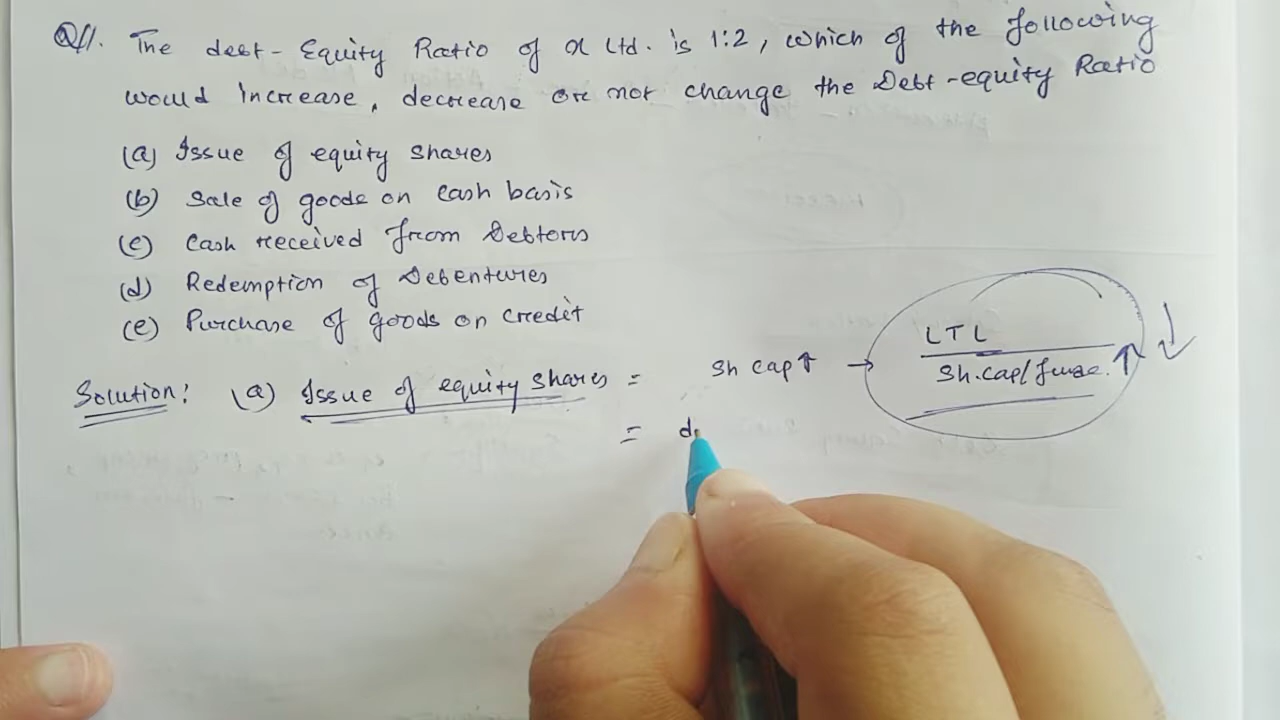 Q1. The debt - Equity Ratio of X Ltd. is 1:2, which of the following
would increase, decrease or not change the Debt-equity Ratio
(a) Issue of equity shares
(b) Sale of goods on cash basis
(c) Cash received from Debtors
(d) Redemption of Debentures
(e) Purchase of goods on credit
Solution: (a) Issue of equity shares = Sh cap ↑ → LTL ↓
Sh. cap/ ↑
= d